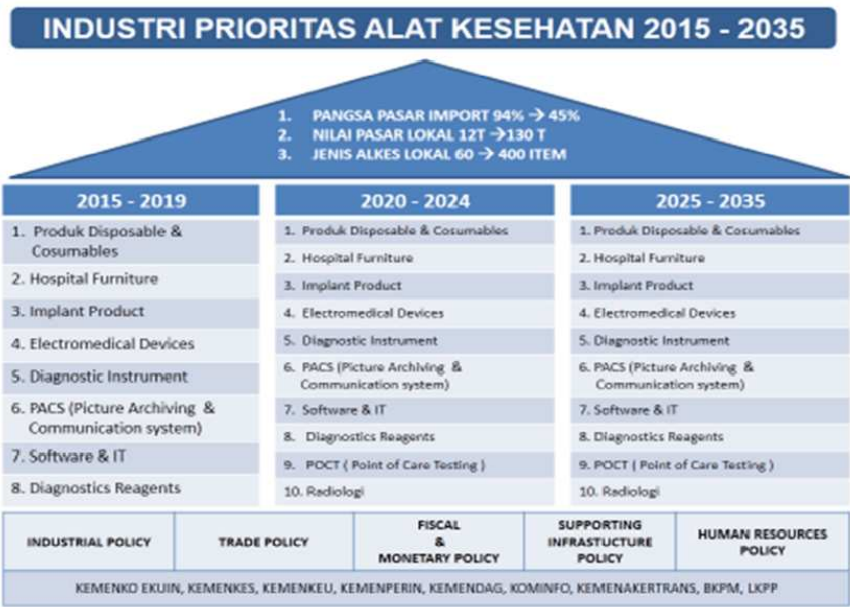 INDUSTRI PRIORITAS ALAT KESEHATAN 2015 - 2035
1. PANGSA PASAR IMPORT 94% → 45%
2. NILAI PASAR LOKAL 12T →130 T
3. JENIS ALKES LOKAL 60 → 400 ITEM
2015 - 2019
1. Produk Disposable &
Cosumables
2. Hospital Furniture
3. Implant Product
4. Electromedical Devices
5. Diagnostic Instrument
6. PACS (Picture Archiving &
Communication system)
7. Software & IT
8. Diagnostics Reagents
2020 - 2024
1. Produk Disposable & Cosumables
2. Hospital Furniture
3. Implant Product
4. Electromedical Devices
5. Diagnostic Instrument
6. PACS (Picture Archiving &
Communication system)
7. Software & IT
8. Diagnostics Reagents
9. POCT ( Point of Care Testing )
10. Radiologi
2025 - 2035
1. Produk Disposable & Cosumables
2. Hospital Furniture
3. Implant Product
4. Electromedical Devices
5. Diagnostic Instrument
6. PACS (Picture Archiving &
Communication system)
7. Software & IT
8. Diagnostics Reagents
9. POCT ( Point of Care Testing )
10. Radiologi
INDUSTRIAL POLICY
TRADE POLICY
FISCAL
&
MONETARY POLICY
SUPPORTING
INFRASTUCTURE
POLICY
HUMAN RESOURCES
POLICY
KEMENKO EKUIN, KEMENKES, KEMENKEU, KEMENPERIN, KEMENDAG, KOMINFO, KEMENAKERTRANS, BKPM, LKPP